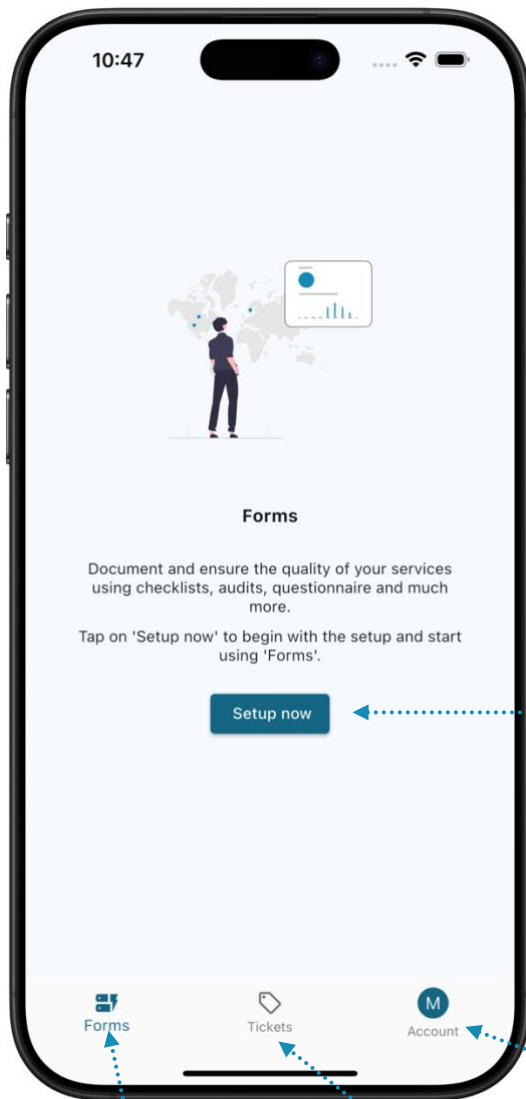 10:47
Forms
Document and ensure the quality of your services
using checklists, audits, questionnaire and much
more.
Tap on 'Setup now' to begin with the setup and start
using 'Forms'.
Setup now
M
Forms
Tickets
Account